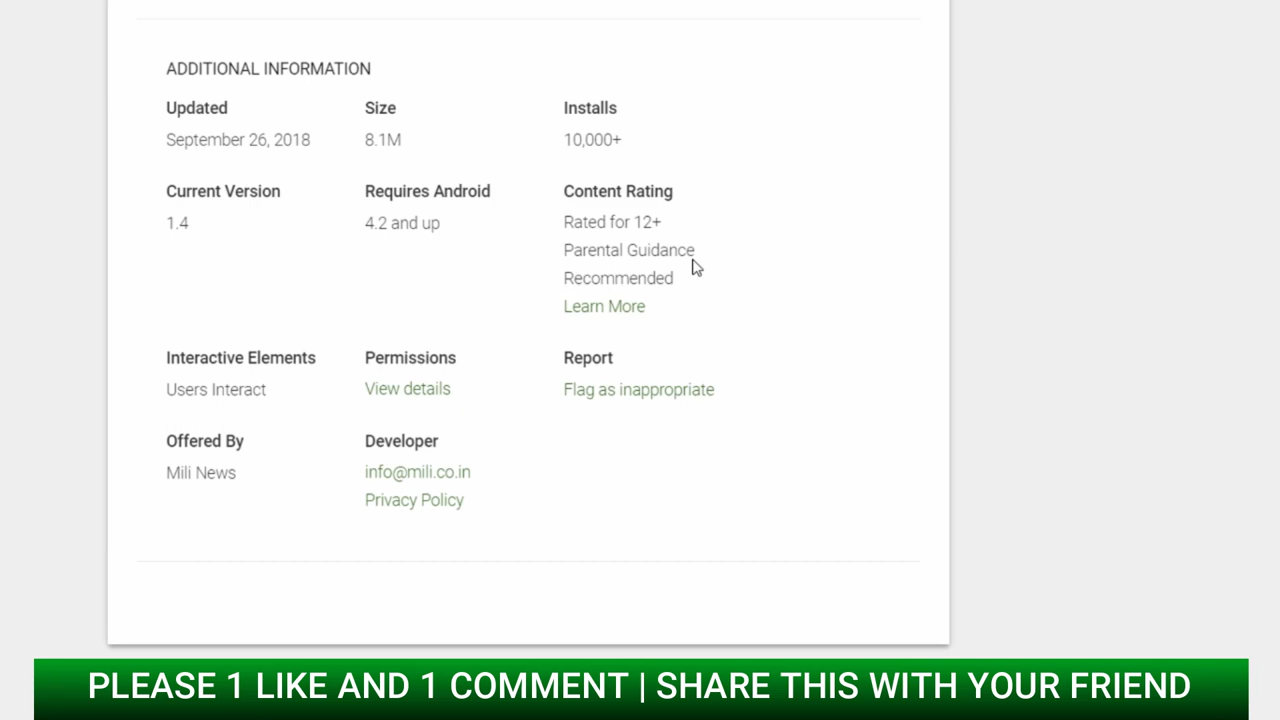 ADDITIONAL INFORMATION
Updated
Size
Installs
September 26, 2018
8.1M
10,000+
Current Version
Requires Android
Content Rating
1.4
4.2 and up
Rated for 12+
Parental Guidance
Recommended
Learn More
Interactive Elements
Permissions
Report
Users Interact
View details
Flag as inappropriate
Offered By
Developer
Mili News
info@mili.co.in
Privacy Policy
PLEASE 1 LIKE AND 1 COMMENT | SHARE THIS WITH YOUR FRIEND